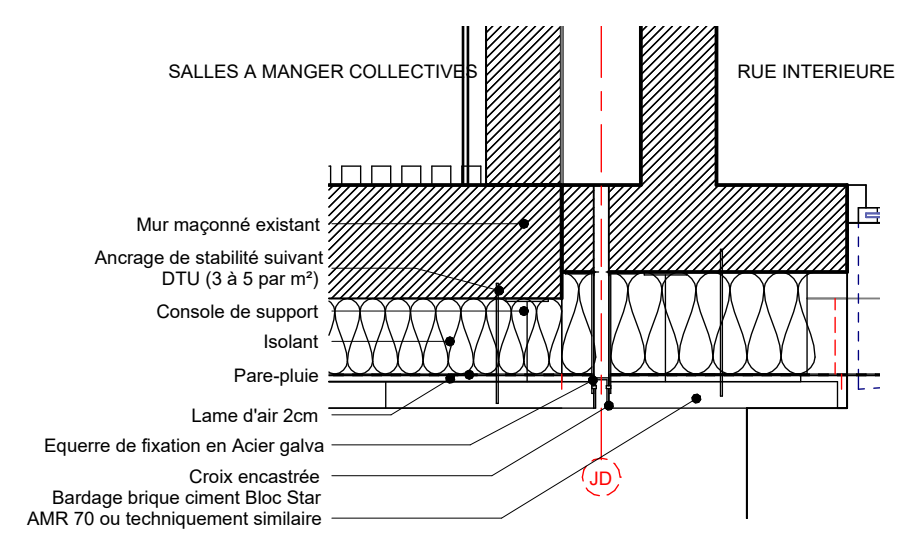 SALLES A MANGER COLLECTIVES
RUE INTERIEURE
Mur maçonné existant
Ancrage de stabilité suivant
DTU (3 à 5 par m²)
Console de support
Isolant
Pare-pluie
Lame d'air 2cm
Equerre de fixation en Acier galva
Croix encastrée
JD
Bardage brique ciment Bloc Star
AMR 70 ou techniquement similaire